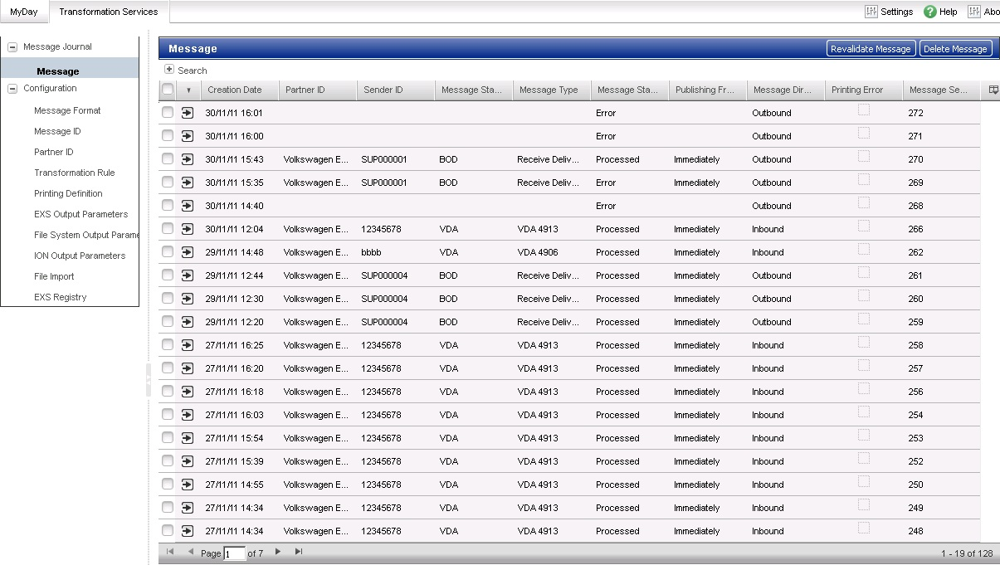 MyDay Transformation Services Settings Help Abo
Message Journal
Message
Configuration
Message Format
Message ID
Partner ID
Transformation Rule
Printing Definition
EXS Output Parameters
File System Output Parame
ION Output Parameters
File Import
EXS Registry
Message Revalidate Message Delete Message
Search
Creation Date Partner ID Sender ID Message Sta... Message Type Message Sta... Publishing Fr... Message Dir... Printing Error Message Se...
30/11/11 16:01 Error Outbound 272
30/11/11 16:00 Error Outbound 271
30/11/11 15:43 Volkswagen E... SUP000001 BOD Receive Deliv... Processed Immediately Outbound 270
30/11/11 15:35 Volkswagen E... SUP000001 BOD Receive Deliv... Error Immediately Outbound 269
30/11/11 14:40 Error Outbound 268
30/11/11 12:04 Volkswagen E... 12345678 VDA VDA 4913 Processed Immediately Inbound 266
29/11/11 14:48 Volkswagen E... bbbb VDA VDA 4906 Processed Immediately Inbound 262
29/11/11 12:44 Volkswagen E... SUP000004 BOD Receive Deliv... Processed Immediately Outbound 261
29/11/11 12:30 Volkswagen E... SUP000004 BOD Receive Deliv... Processed Immediately Outbound 260
29/11/11 12:20 Volkswagen E... SUP000004 BOD Receive Deliv... Processed Immediately Outbound 259
27/11/11 16:25 Volkswagen E... 12345678 VDA VDA 4913 Processed Immediately Inbound 258
27/11/11 16:20 Volkswagen E... 12345678 VDA VDA 4913 Processed Immediately Inbound 257
27/11/11 16:18 Volkswagen E... 12345678 VDA VDA 4913 Processed Immediately Inbound 256
27/11/11 16:03 Volkswagen E... 12345678 VDA VDA 4913 Processed Immediately Inbound 254
27/11/11 15:54 Volkswagen E... 12345678 VDA VDA 4913 Processed Immediately Inbound 253
27/11/11 15:39 Volkswagen E... 12345678 VDA VDA 4913 Processed Immediately Inbound 252
27/11/11 14:55 Volkswagen E... 12345678 VDA VDA 4913 Processed Immediately Inbound 250
27/11/11 14:34 Volkswagen E... 12345678 VDA VDA 4913 Processed Immediately Inbound 249
27/11/11 14:34 Volkswagen E... 12345678 VDA VDA 4913 Processed Immediately Inbound 248
Page 1 of 7 1 - 19 of 128